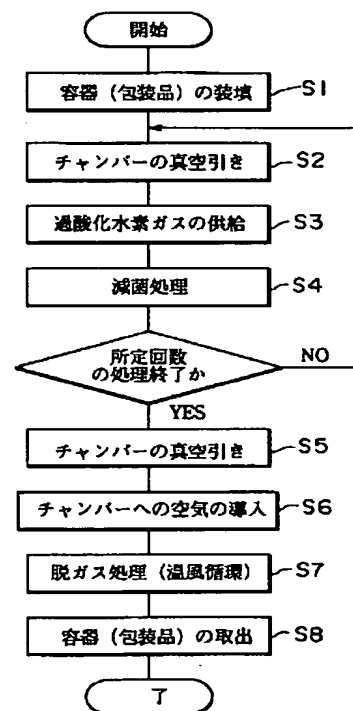 開始
容器（包装品）の装填
S1
チャンバーの真空引き
S2
過酸化水素ガスの供給
S3
滅菌処理
S4
所定回数
の処理終了か
NO
YES
チャンバーの真空引き
S5
チャンバーへの空気の導入
S6
脱ガス処理（温風循環）
S7
容器（包装品）の取出
S8
了